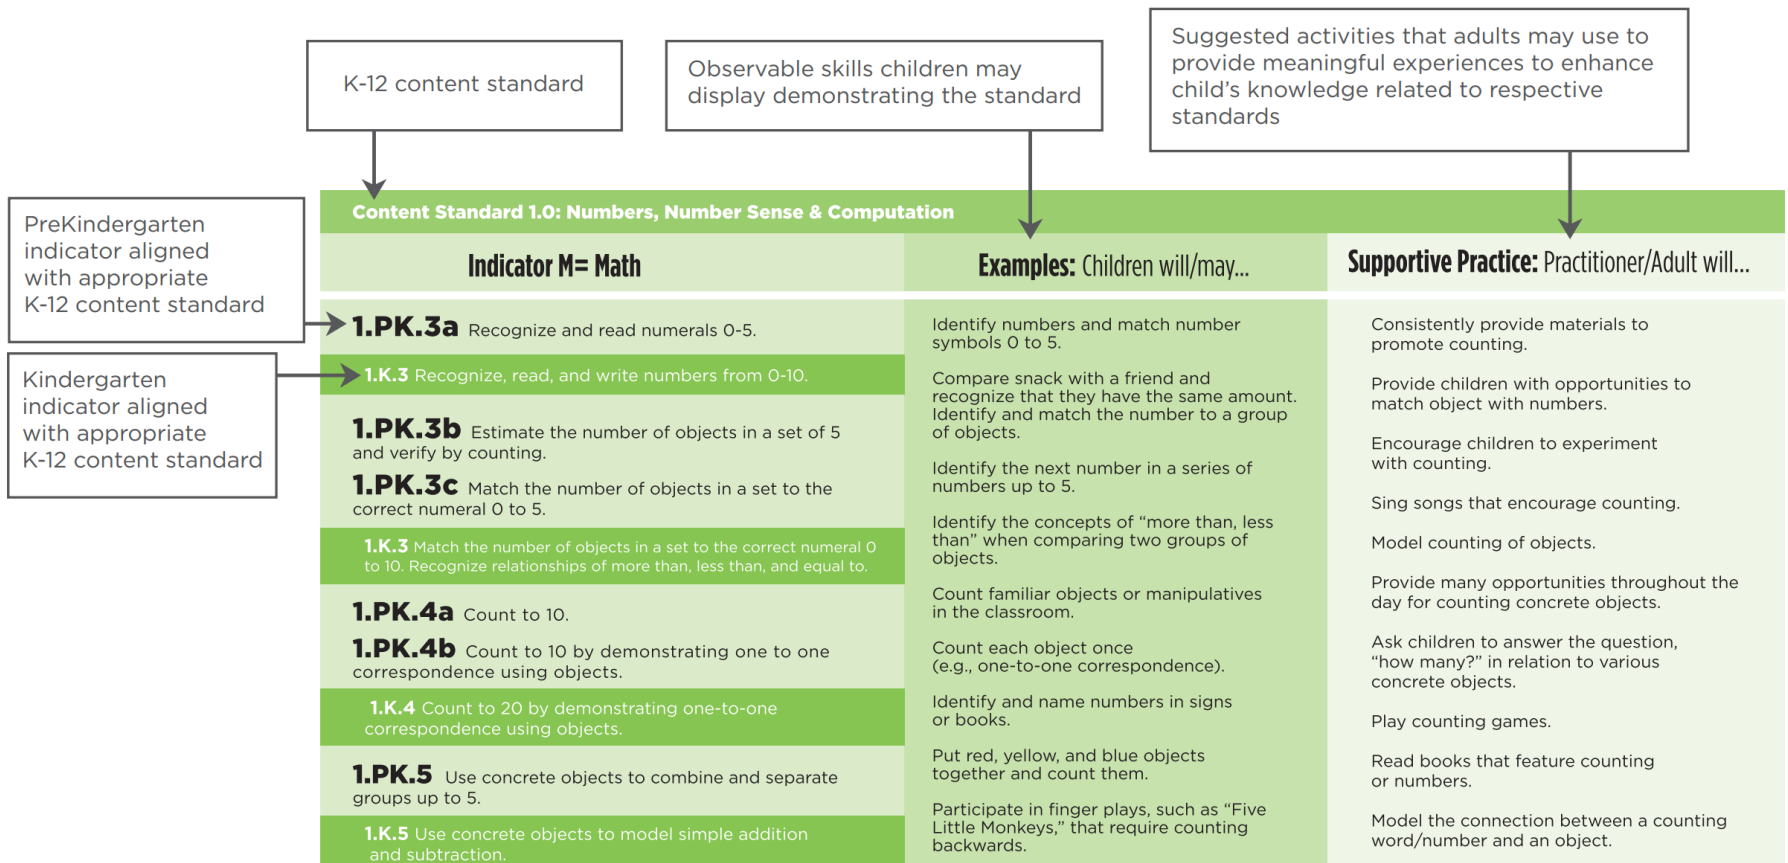 K-12 content standard
Observable skills children may
display demonstrating the standard
Suggested activities that adults may use to
provide meaningful experiences to enhance
child's knowledge related to respective
standards
PreKindergarten
indicator aligned
with appropriate
K-12 content standard
Kindergarten
indicator aligned
with appropriate
K-12 content standard
Content Standard 1.0: Numbers, Number Sense & Computation
Indicator M= Math
1.PK.3a Recognize and read numerals 0-5.
1.K.3 Recognize, read, and write numbers from 0-10.
1.PK.3b Estimate the number of objects in a set of 5
and verify by counting.
1.PK.3c Match the number of objects in a set to the
correct numeral 0 to 5.
1.K.3 Match the number of objects in a set to the correct numeral 0
to 10. Recognize relationships of more than, less than, and equal to.
1.PK.4a Count to 10.
1.PK.4b Count to 10 by demonstrating one to one
correspondence using objects.
1.K.4 Count to 20 by demonstrating one-to-one
correspondence using objects.
1.PK.5 Use concrete objects to combine and separate
groups up to 5.
1.K.5 Use concrete objects to model simple addition
and subtraction.
Examples: Children will/may...
Identify numbers and match number
symbols 0 to 5.
Compare snack with a friend and
recognize that they have the same amount.
Identify and match the number to a group
of objects.
Identify the next number in a series of
numbers up to 5.
Identify the concepts of “more than, less
than” when comparing two groups of
objects.
Count familiar objects or manipulatives
in the classroom.
Count each object once
(e.g., one-to-one correspondence).
Identify and name numbers in signs
or books.
Put red, yellow, and blue objects
together and count them.
Participate in finger plays, such as “Five
Little Monkeys,” that require counting
backwards.
Supportive Practice: Practitioner/Adult will...
Consistently provide materials to
promote counting.
Provide children with opportunities to
match object with numbers.
Encourage children to experiment
with counting.
Sing songs that encourage counting.
Model counting of objects.
Provide many opportunities throughout the
day for counting concrete objects.
Ask children to answer the question,
“how many?” in relation to various
concrete objects.
Play counting games.
Read books that feature counting
or numbers.
Model the connection between a counting
word/number and an object.